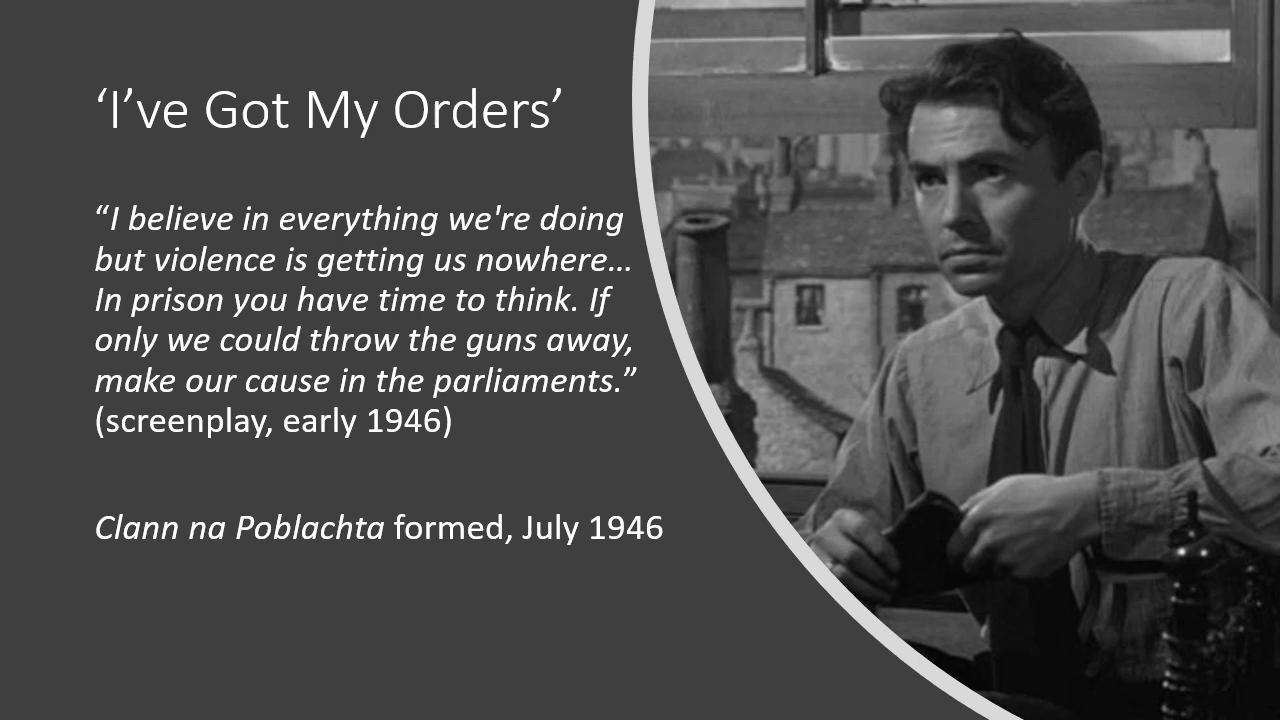 ‘I’ve Got My Orders’
“I believe in everything we're doing
but violence is getting us nowhere…
In prison you have time to think. If
only we could throw the guns away,
make our cause in the parliaments.”
(screenplay, early 1946)
Clann na Poblachta formed, July 1946